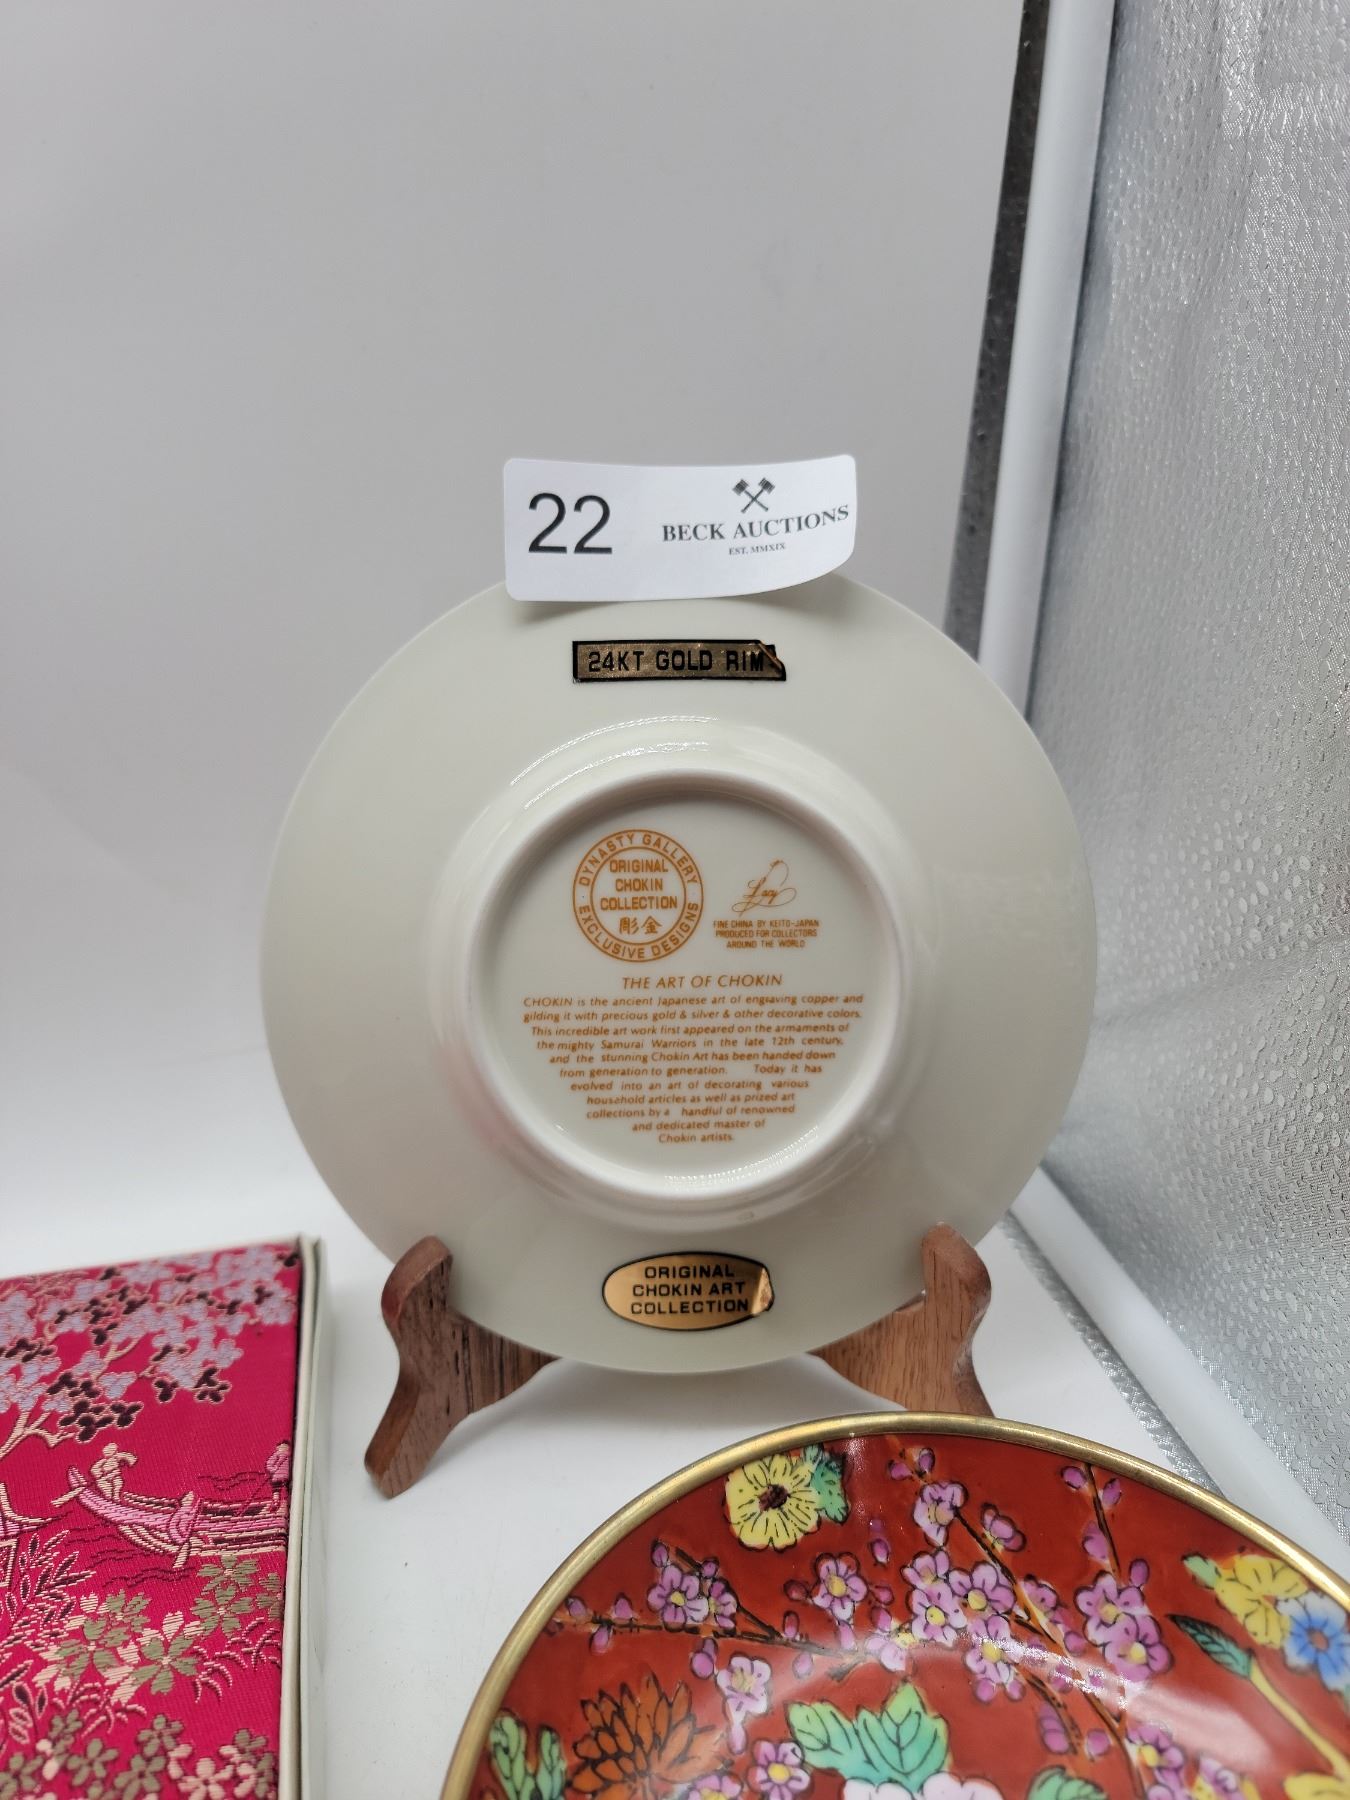 22
BECK AUCTIONS
EST. MMXIX
24KT GOLD RIM
DYNASTY GALLERY
ORIGINAL
CHOKIN
COLLECTION
彫金
EXCLUSIVE DESIGNS
FINE CHINA BY KEITO-JAPAN
PRODUCED FOR COLLECTORS
AROUND THE WORLD
THE ART OF CHOKIN
CHOKIN is the ancient Japanese art of engraving copper and
gilding it with precious gold & silver & other decorative colors.
This incredible art work first appeared on the armaments of
the mighty Samurai Warriors in the late 12th century,
and the stunning Chokin Art has been handed down
from generation to generation. Today it has
evolved into an art of decorating various
household articles as well as prized art
collections by a handful of renowned
and dedicated master of
Chokin artists.
ORIGINAL
CHOKIN ART
COLLECTION